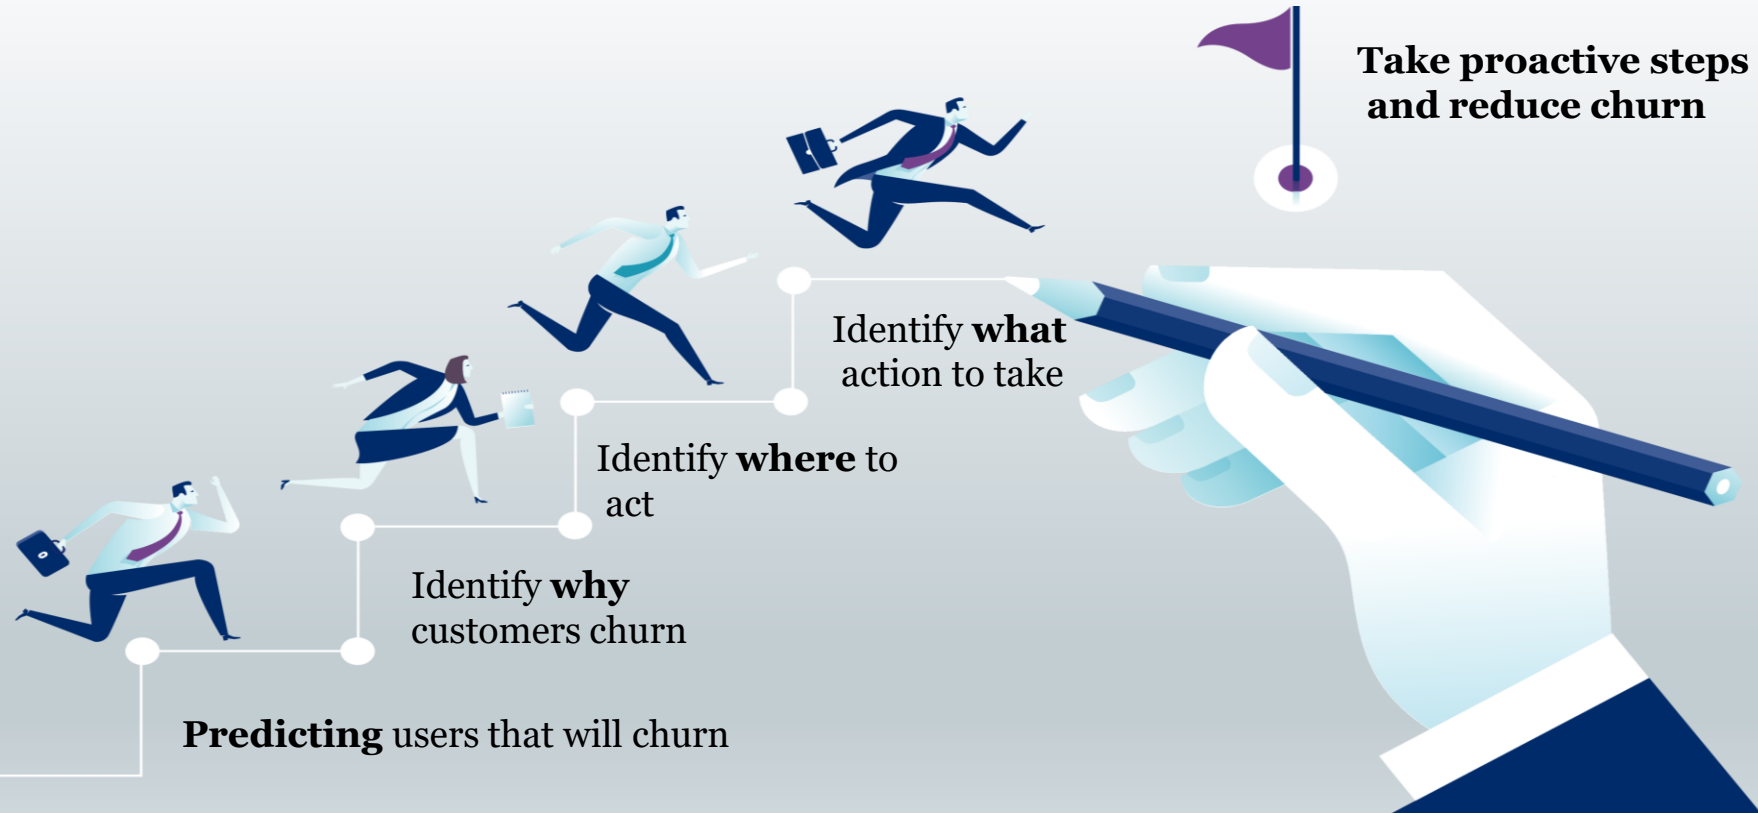 Take proactive steps
and reduce churn
Identify what
action to take
Identify where to
act
Identify why
customers churn
Predicting users that will churn